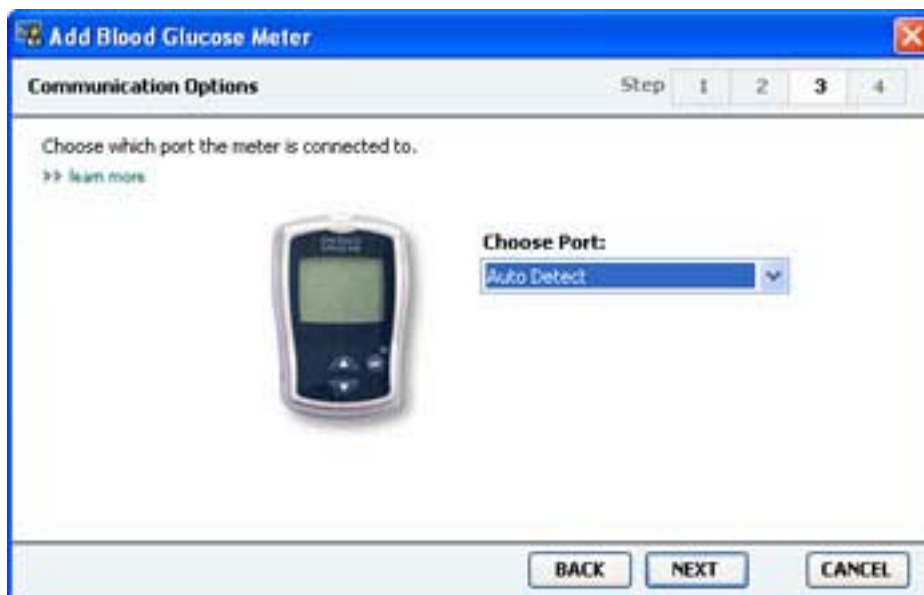 Add Blood Glucose Meter
Communication Options
Step 1 2 3 4
Choose which port the meter is connected to.
>> learn more
Choose Port:
Auto Detect
BACK NEXT CANCEL